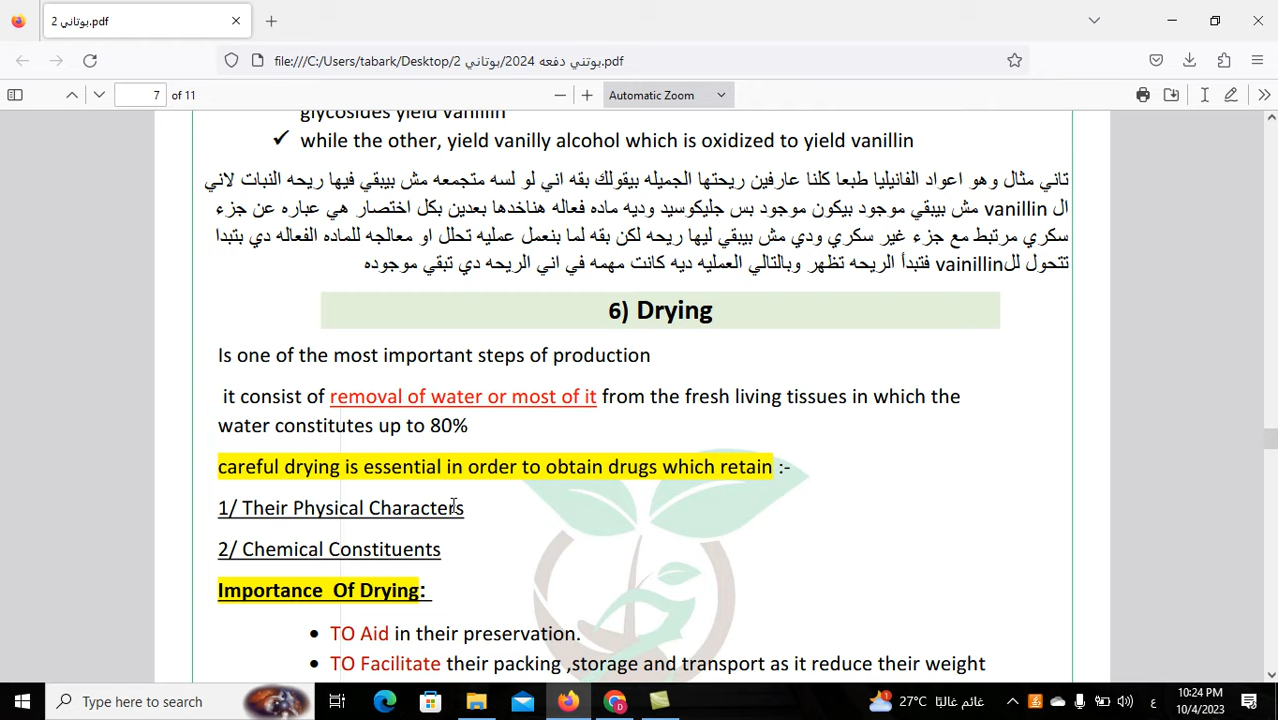 بوتاني 2.pdf
file:///C:/Users/tabark/Desktop/بوتني دفعه 2024/بوتاني 2.pdf
7 of 11
Automatic Zoom
glycosides yield vanillin
✓ while the other, yield vanilly alcohol which is oxidized to yield vanillin
تاني مثال وهو اعواد الفانيليا طبعا كلنا عارفين ريحتها الجميله بيقولك بقه اني لو لسه متجمعه مش بيبقي فيها ريحه النبات لاني
ال vanillin مش بيبقي موجود بيكون موجود بس جليكوسيد وديه ماده فعاله هناخدها بعدين بكل اختصار هي عباره عن جزء
سكري مرتبط مع جزء غير سكري ودي مش بيبقي ليها ريحه لكن بقه لما بنعمل عمليه تحلل او معالجه للماده الفعاله دي بتبدا
تتحول للvainillin فتبدأ الريحه تظهر وبالتالي العمليه ديه كانت مهمه في اني الريحه دي تبقي موجوده
6) Drying
Is one of the most important steps of production
it consist of removal of water or most of it from the fresh living tissues in which the
water constitutes up to 80%
careful drying is essential in order to obtain drugs which retain :-
1/ Their Physical Characters
2/ Chemical Constituents
Importance Of Drying:
• TO Aid in their preservation.
• TO Facilitate their packing ,storage and transport as it reduce their weight
Type here to search
27°C غائم غالبًا
ع
10:24 PM
10/4/2023